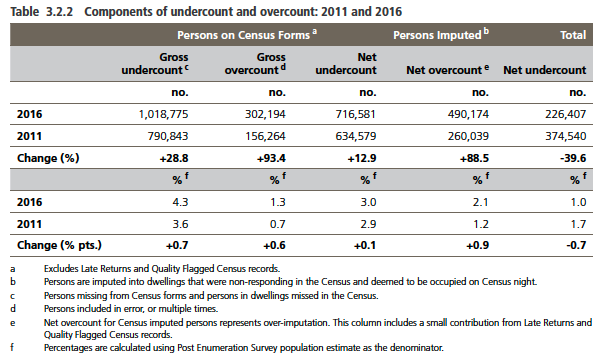 Table 3.2.2 Components of undercount and overcount: 2011 and 2016
Persons on Census Forms a Persons Imputed b Total
Gross undercount c Gross overcount d Net undercount Net overcount e Net undercount
no. no. no. no. no.
2016 1,018,775 302,194 716,581 490,174 226,407
2011 790,843 156,264 634,579 260,039 374,540
Change (%) +28.8 +93.4 +12.9 +88.5 -39.6
% f % f % f % f % f
2016 4.3 1.3 3.0 2.1 1.0
2011 3.6 0.7 2.9 1.2 1.7
Change (% pts.) +0.7 +0.6 +0.1 +0.9 -0.7
a Excludes Late Returns and Quality Flagged Census records.
b Persons are imputed into dwellings that were non-responding in the Census and deemed to be occupied on Census night.
c Persons missing from Census forms and persons in dwellings missed in the Census.
d Persons included in error, or multiple times.
e Net overcount for Census imputed persons represents over-imputation. This column includes a small contribution from Late Returns and
Quality Flagged Census records.
f Percentages are calculated using Post Enumeration Survey population estimate as the denominator.